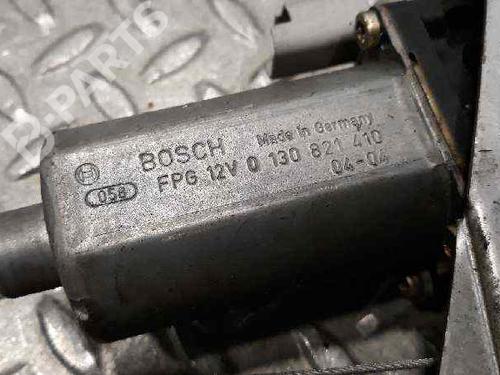 BOSCH Made in Germany
058 FPG 12V 0 130 821 410
04-04
B-PARTS